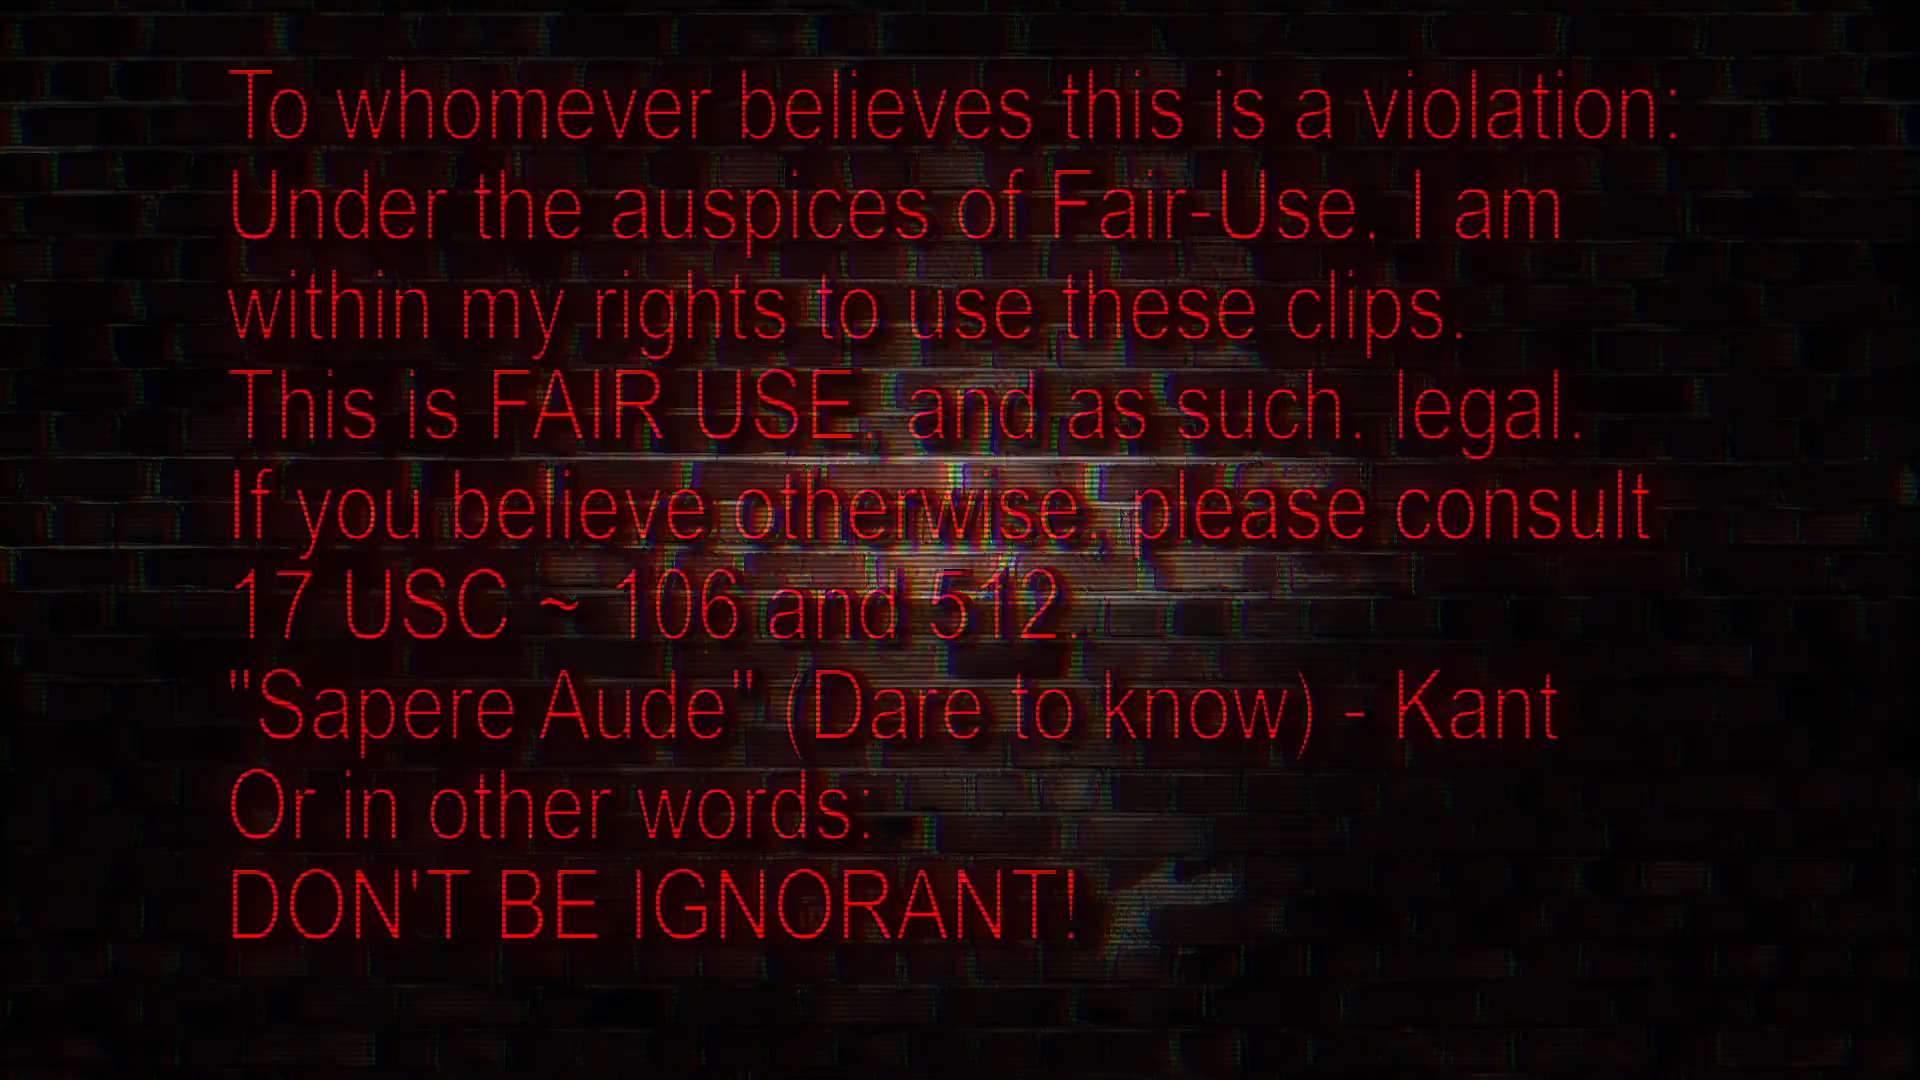 To whomever believes this is a violation:
Under the auspices of Fair-Use, I am
within my rights to use these clips.
This is FAIR USE, and as such, legal.
If you believe otherwise, please consult
17 USC ~ 106 and 512.
"Sapere Aude" (Dare to know) - Kant
Or in other words:
DON'T BE IGNORANT!